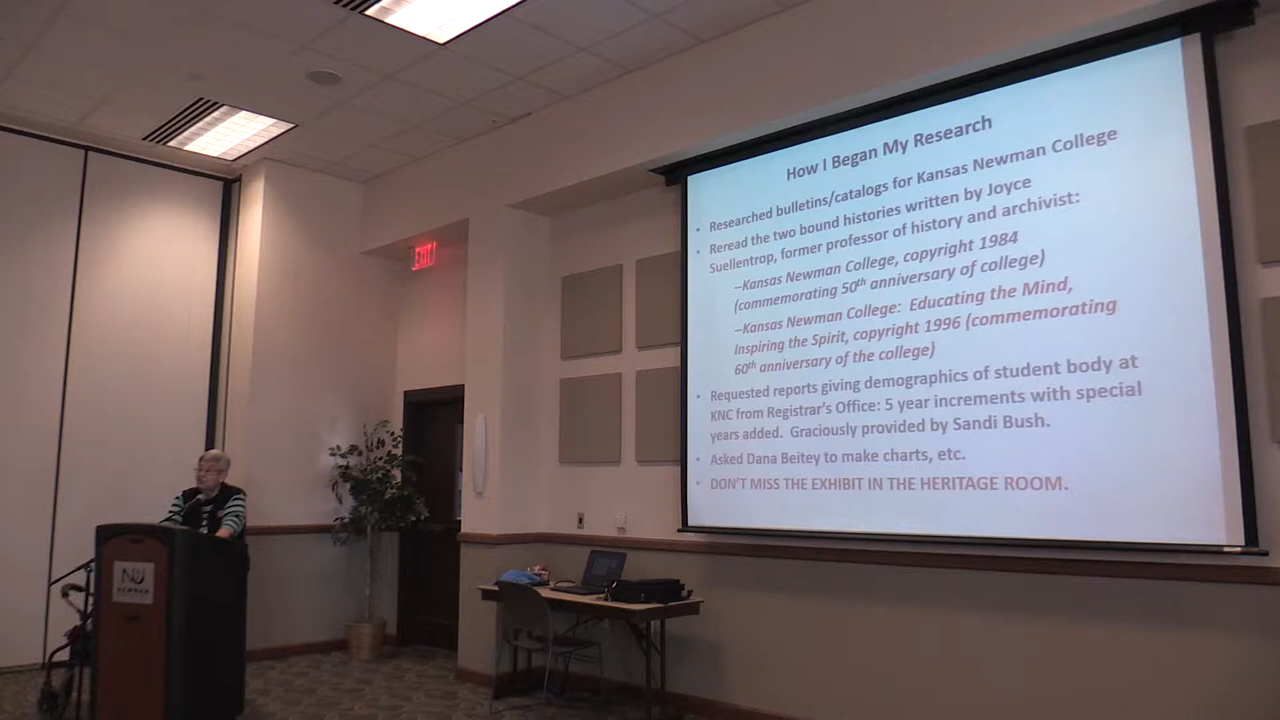 How I Began My Research
• Researched bulletins/catalogs for Kansas Newman College
• Reread the two bound histories written by Joyce
Suellentrop, former professor of history and archivist:
–Kansas Newman College, copyright 1984
(commemorating 50th anniversary of college)
–Kansas Newman College: Educating the Mind,
Inspiring the Spirit, copyright 1996 (commemorating
60th anniversary of the college)
• Requested reports giving demographics of student body at
KNC from Registrar's Office: 5 year increments with special
years added. Graciously provided by Sandi Bush.
• Asked Dana Beitey to make charts, etc.
• DON'T MISS THE EXHIBIT IN THE HERITAGE ROOM.
EXIT
NU
NEWMAN